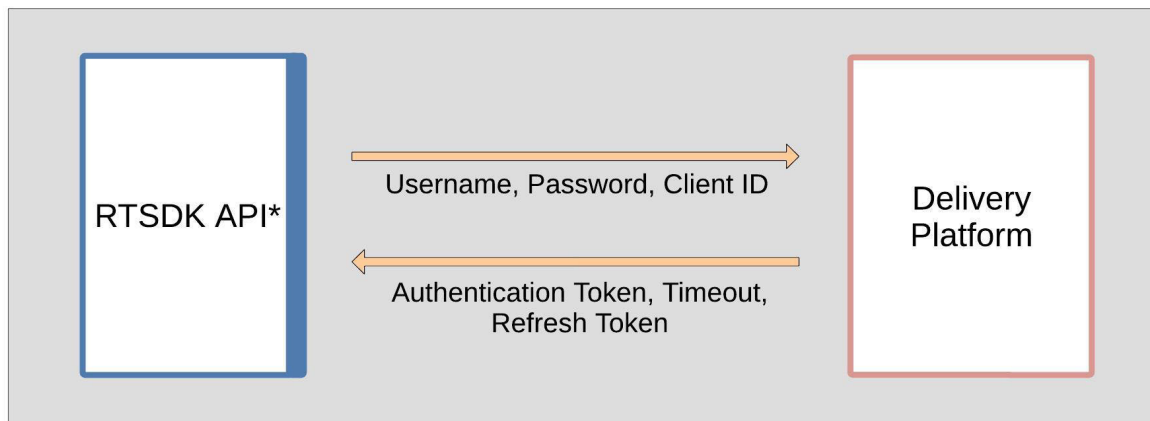 RTSDK API*
Username, Password, Client ID
Authentication Token, Timeout,
Refresh Token
Delivery
Platform